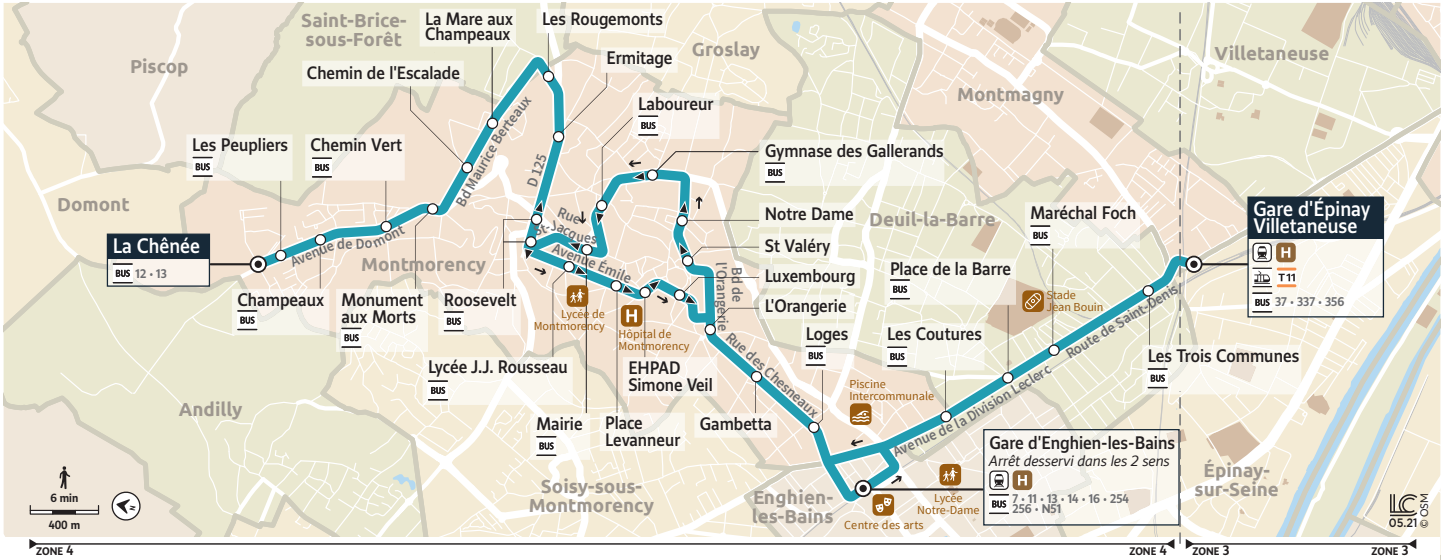 Saint-Brice-
sous-Forêt
La Mare aux
Champeaux
Les Rougemonts
Piscop
Chemin de l'Escalade
Ermitage
Groslay
Villetaneuse
Montmagny
Laboureur
BUS
Les Peupliers
BUS
Chemin Vert
BUS
Bd Maurice Berteaux
D 125
Gymnase des Gallerands
Domont
Notre Dame
Deuil-la-Barre
Maréchal Foch
Gare d'Épinay
Villetaneuse
H
T11
BUS 37 • 337 • 356
La Chênée
BUS 12 • 13
Avenue de Domont
Montmorency
Rue
St-Jacques
Avenue Émile
St Valéry
Bd de
l'Orangerie
Luxembourg
L'Orangerie
Place de la Barre
BUS
Stade
Jean Bouin
Route de Saint-Denis
Champeaux
BUS
Monument
aux Morts
BUS
Roosevelt
BUS
Lycée de
Montmorency
H
Hôpital de
Montmorency
Rue des Chesneaux
Loges
BUS
Les Coutures
BUS
Les Trois Communes
BUS
Lycée J.J. Rousseau
BUS
EHPAD
Simone Veil
Piscine
Intercommunale
Avenue de la Division Leclerc
Andilly
Mairie
BUS
Place
Levanneur
Gambetta
Gare d'Enghien-les-Bains
Arrêt desservi dans les 2 sens
H
BUS 7 • 11 • 13 • 14 • 16 • 254
256 • N51
Soisy-sous-
Montmorency
Enghien-
les-Bains
Lycée
Notre-Dame
Centre des arts
Épinay-
sur-Seine
6 min
400 m
LC
05.21
© OSM
ZONE 4
ZONE 4
ZONE 3
ZONE 3